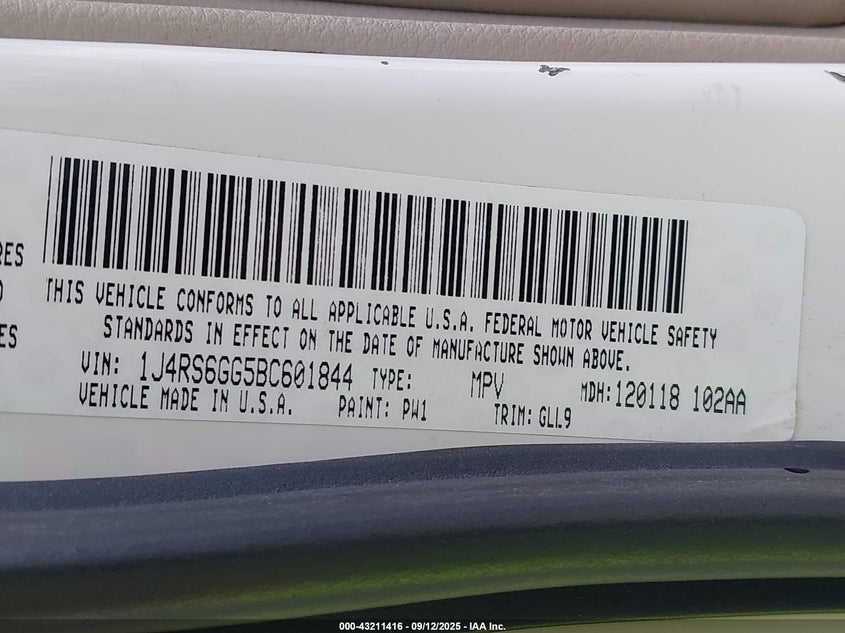 RES
ES
THIS VEHICLE CONFORMS TO ALL APPLICABLE U.S.A. FEDERAL MOTOR VEHICLE SAFETY
STANDARDS IN EFFECT ON THE DATE OF MANUFACTURE SHOWN ABOVE.
VIN: 1J4RS6GG5BC601844 TYPE: MPV MDH:120118 102AA
VEHICLE MADE IN U.S.A. PAINT: PW1 TRIM: GLL9
000-43211416 - 09/12/2025 - IAA Inc.